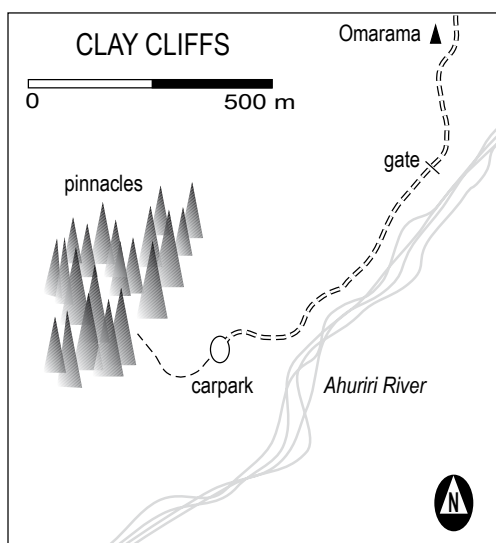 CLAY CLIFFS
Omarama
0 500 m
gate
pinnacles
carpark
Ahuriri River
N